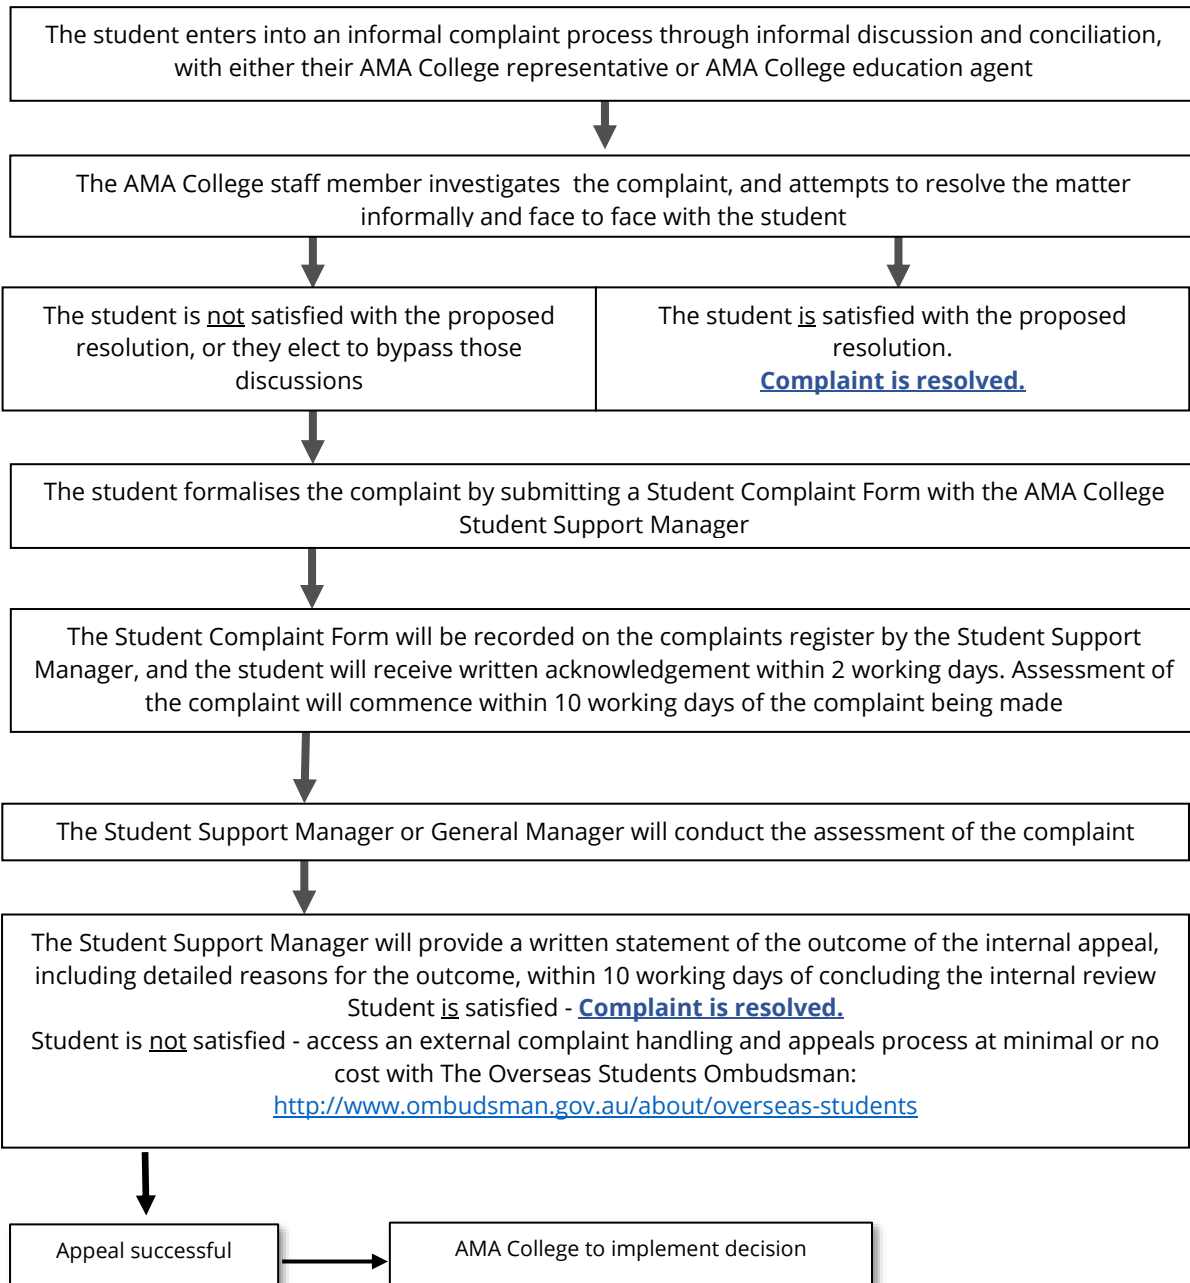 The student enters into an informal complaint process through informal discussion and conciliation,
with either their AMA College representative or AMA College education agent
The AMA College staff member investigates  the complaint, and attempts to resolve the matter
informally and face to face with the student
The student is not satisfied with the proposed
resolution, or they elect to bypass those
discussions
The student is satisfied with the proposed
resolution.
Complaint is resolved.
The student formalises the complaint by submitting a Student Complaint Form with the AMA College
Student Support Manager
The Student Complaint Form will be recorded on the complaints register by the Student Support
Manager, and the student will receive written acknowledgement within 2 working days. Assessment of
the complaint will commence within 10 working days of the complaint being made
The Student Support Manager or General Manager will conduct the assessment of the complaint
The Student Support Manager will provide a written statement of the outcome of the internal appeal,
including detailed reasons for the outcome, within 10 working days of concluding the internal review
Student is satisfied - Complaint is resolved.
Student is not satisfied - access an external complaint handling and appeals process at minimal or no
cost with The Overseas Students Ombudsman:
http://www.ombudsman.gov.au/about/overseas-students
Appeal successful
AMA College to implement decision